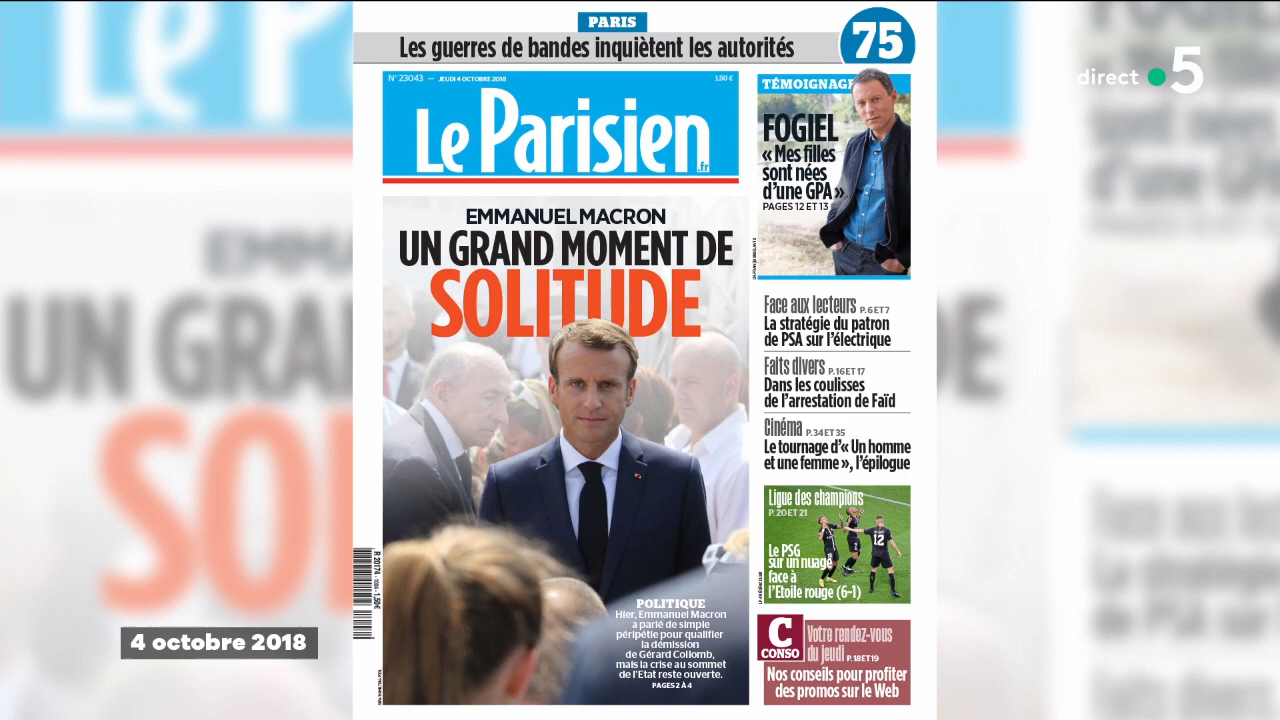 PARIS
Les guerres de bandes inquiètent les autorités
75
direct 5
N° 23043 — JEUDI 4 OCTOBRE 2018
1,50 €
Le Parisien
.fr
EMMANUEL MACRON
UN GRAND MOMENT DE
SOLITUDE
POLITIQUE
Hier, Emmanuel Macron
a parlé de simple
péripétie pour qualifier
la démission
de Gérard Collomb,
mais la crise au sommet
de l'Etat reste ouverte.
PAGES 2 À 4
TÉMOIGNAGE
FOGIEL
« Mes filles
sont nées
d'une GPA »
PAGES 12 ET 13
Face aux lecteurs P. 6 ET 7
La stratégie du patron
de PSA sur l'électrique
Faits divers P. 16 ET 17
Dans les coulisses
de l'arrestation de Faïd
Cinéma P. 34 ET 35
Le tournage d'« Un homme
et une femme », l'épilogue
Ligue des champions
P. 20 ET 21
12
Le PSG
sur un nuage
face à
l'Etoile rouge (6-1)
C
CONSO
Votre rendez-vous
du jeudi P. 18 ET 19
Nos conseils pour profiter
des promos sur le Web
4 octobre 2018